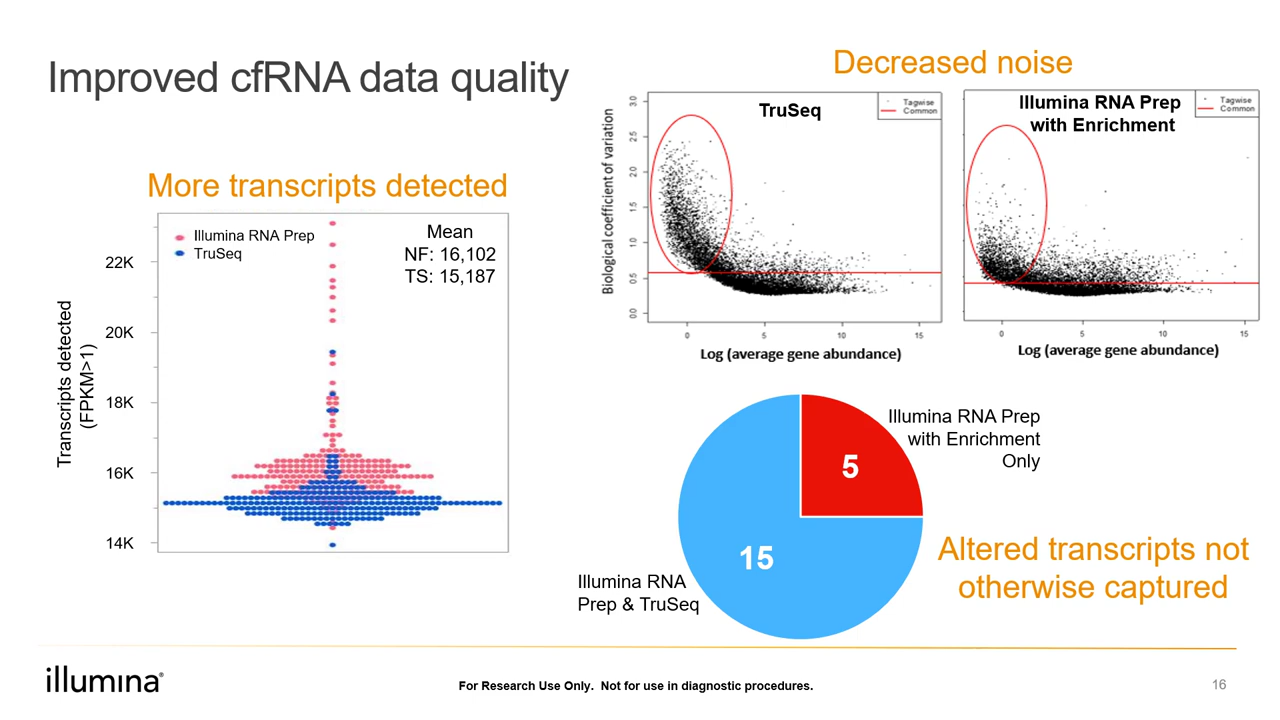 Improved cfRNA data quality
More transcripts detected
Illumina RNA Prep
TruSeq
Mean
NF: 16,102
TS: 15,187
22K
20K
18K
16K
14K
Transcripts detected
(FPKM>1)
Decreased noise
TruSeq
Tagwise
Common
Biological coefficient of variation
3.0
2.5
2.0
1.5
1.0
0.5
0.0
0
5
10
15
Log (average gene abundance)
Illumina RNA Prep
with Enrichment
Tagwise
Common
0
5
10
15
Log (average gene abundance)
Illumina RNA Prep
with Enrichment
Only
5
15
Illumina RNA
Prep & TruSeq
Altered transcripts not
otherwise captured
illumina®
For Research Use Only. Not for use in diagnostic procedures.
16